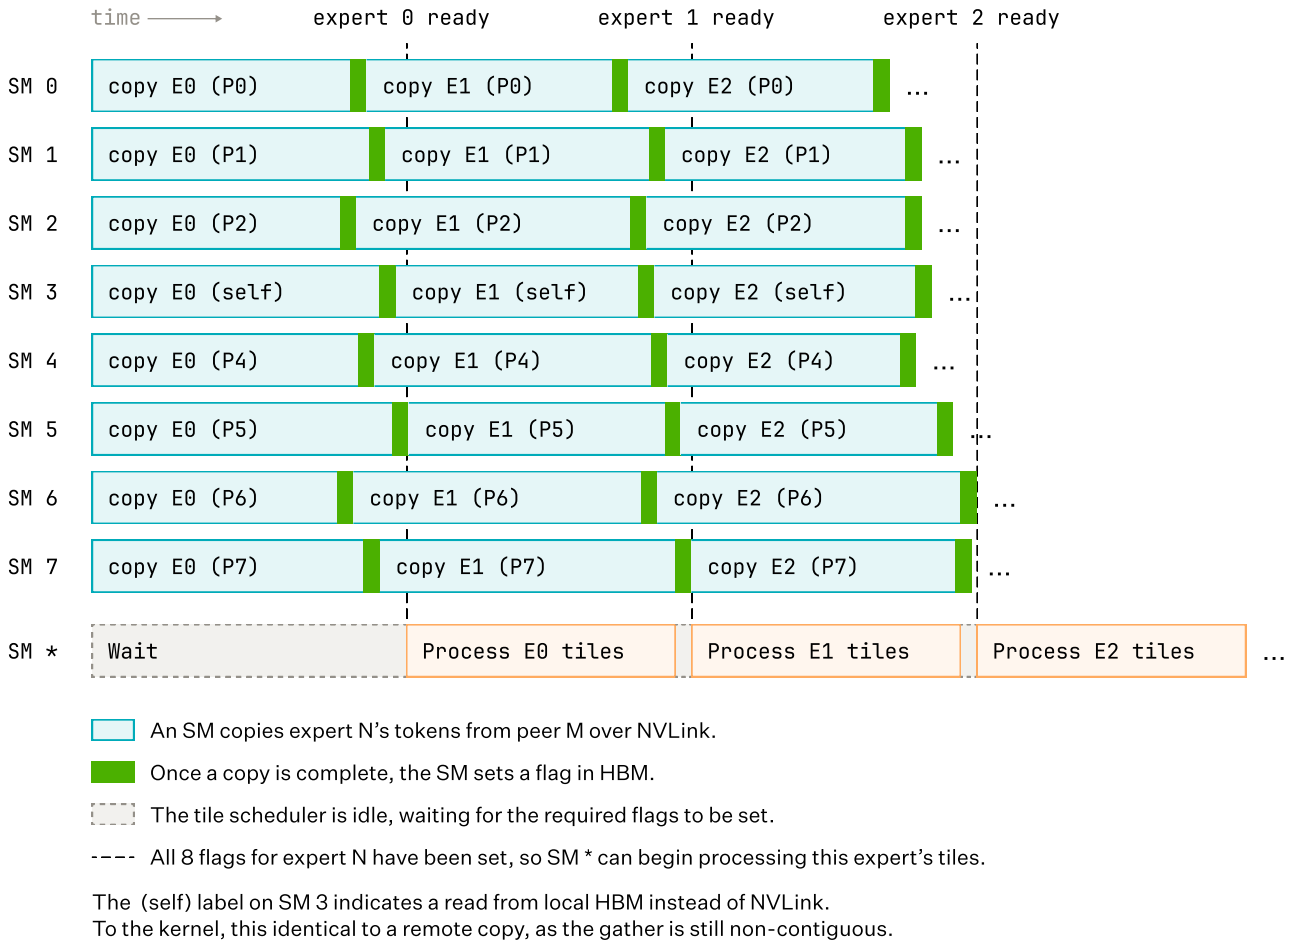 time expert 0 ready expert 1 ready expert 2 ready
SM 0 copy E0 (P0) copy E1 (P0) copy E2 (P0) ...
SM 1 copy E0 (P1) copy E1 (P1) copy E2 (P1) ...
SM 2 copy E0 (P2) copy E1 (P2) copy E2 (P2) ...
SM 3 copy E0 (self) copy E1 (self) copy E2 (self) ...
SM 4 copy E0 (P4) copy E1 (P4) copy E2 (P4) ...
SM 5 copy E0 (P5) copy E1 (P5) copy E2 (P5) ...
SM 6 copy E0 (P6) copy E1 (P6) copy E2 (P6) ...
SM 7 copy E0 (P7) copy E1 (P7) copy E2 (P7) ...
SM * Wait Process E0 tiles Process E1 tiles Process E2 tiles ...
An SM copies expert N’s tokens from peer M over NVLink.
Once a copy is complete, the SM sets a flag in HBM.
The tile scheduler is idle, waiting for the required flags to be set.
All 8 flags for expert N have been set, so SM * can begin processing this expert’s tiles.
The (self) label on SM 3 indicates a read from local HBM instead of NVLink.
To the kernel, this identical to a remote copy, as the gather is still non-contiguous.